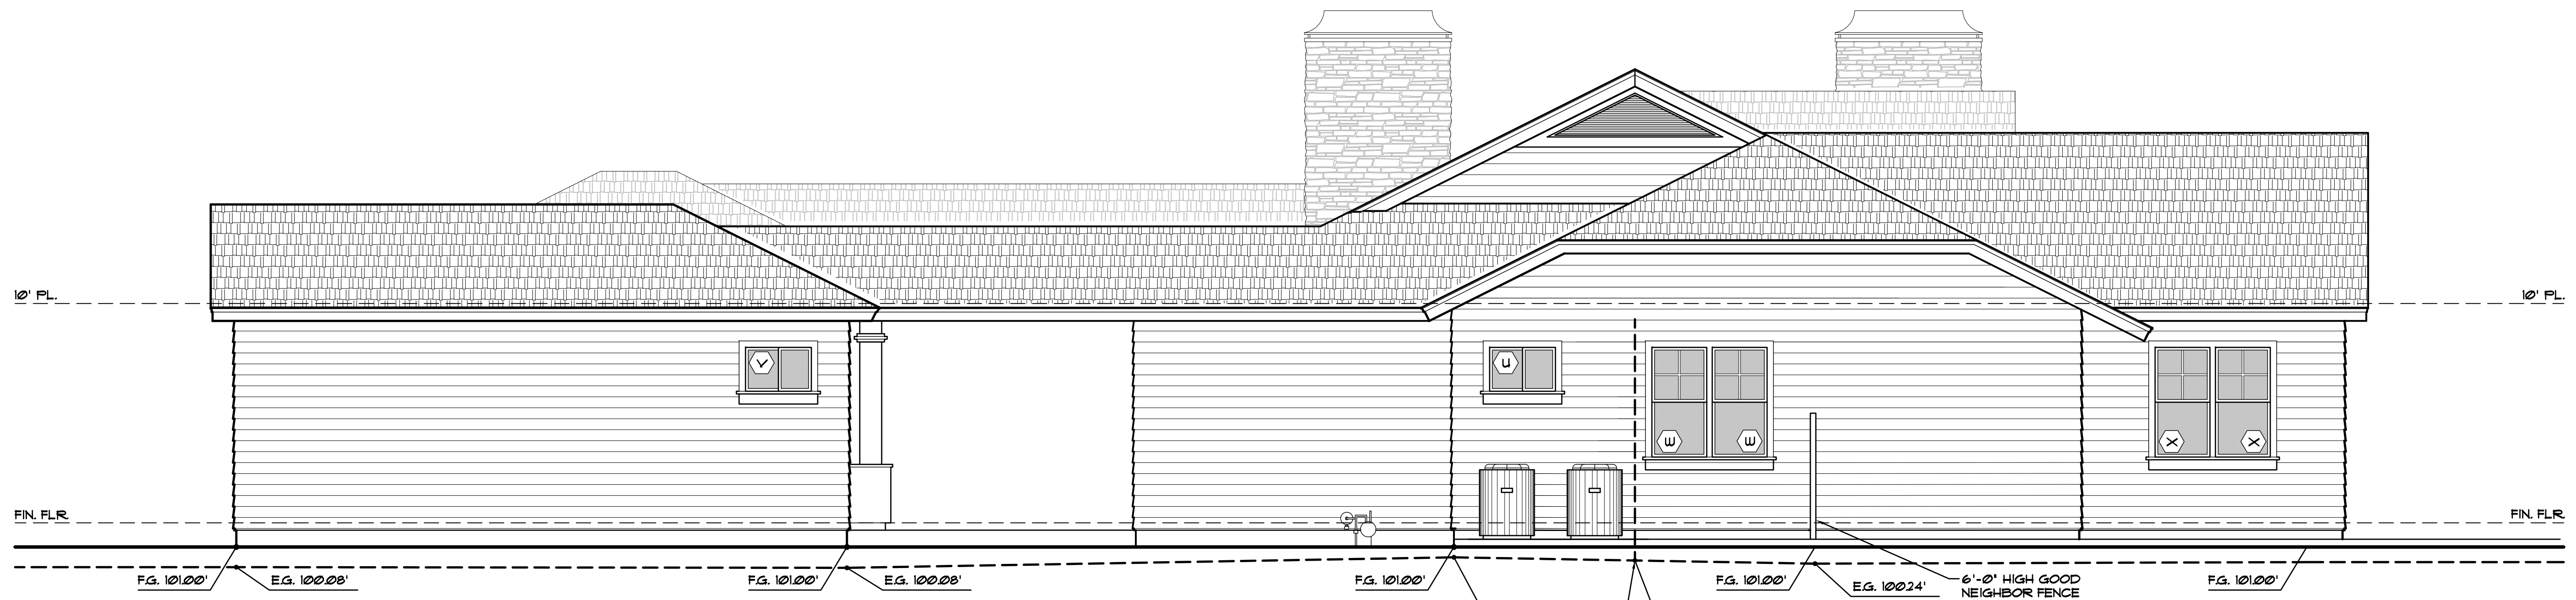 10' PL.
10' PL.
V
U
W
W
X
X
FIN. FLR.
FIN. FLR.
F.G. 101.00'
E.G. 100.08'
F.G. 101.00'
E.G. 100.08'
F.G. 101.00'
F.G. 101.00'
E.G. 100.24'
6'-0" HIGH GOOD
NEIGHBOR FENCE
F.G. 101.00'